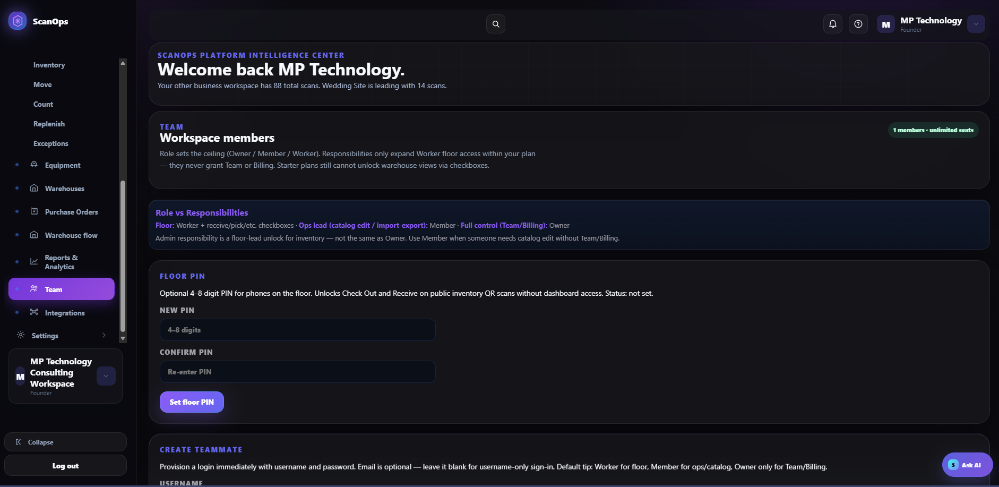 ScanOps
Inventory
Move
Count
Replenish
Exceptions
Equipment
Warehouses
Purchase Orders
Warehouse flow
Reports &
Analytics
Team
Integrations
Settings
M
MP Technology
Consulting
Workspace
Founder
Collapse
Log out
M
MP Technology
Founder
SCANOPS PLATFORM INTELLIGENCE CENTER
Welcome back MP Technology.
Your other business workspace has 88 total scans. Wedding Site is leading with 14 scans.
TEAM
Workspace members
1 members · unlimited seats
Role sets the ceiling (Owner / Member / Worker). Responsibilities only expand Worker floor access within your plan
— they never grant Team or Billing. Starter plans still cannot unlock warehouse views via checkboxes.
Role vs Responsibilities
Floor: Worker + receive/pick/etc. checkboxes · Ops lead (catalog edit / import-export): Member · Full control (Team/Billing): Owner
Admin responsibility is a floor-lead unlock for inventory — not the same as Owner. Use Member when someone needs catalog edit without Team/Billing.
FLOOR PIN
Optional 4–8 digit PIN for phones on the floor. Unlocks Check Out and Receive on public inventory QR scans without dashboard access. Status: not set.
NEW PIN
4–8 digits
CONFIRM PIN
Re-enter PIN
Set floor PIN
CREATE TEAMMATE
Provision a login immediately with username and password. Email is optional — leave it blank for username-only sign-in. Default tip: Worker for floor, Member for ops/catalog, Owner only for Team/Billing.
USERNAME
S Ask AI